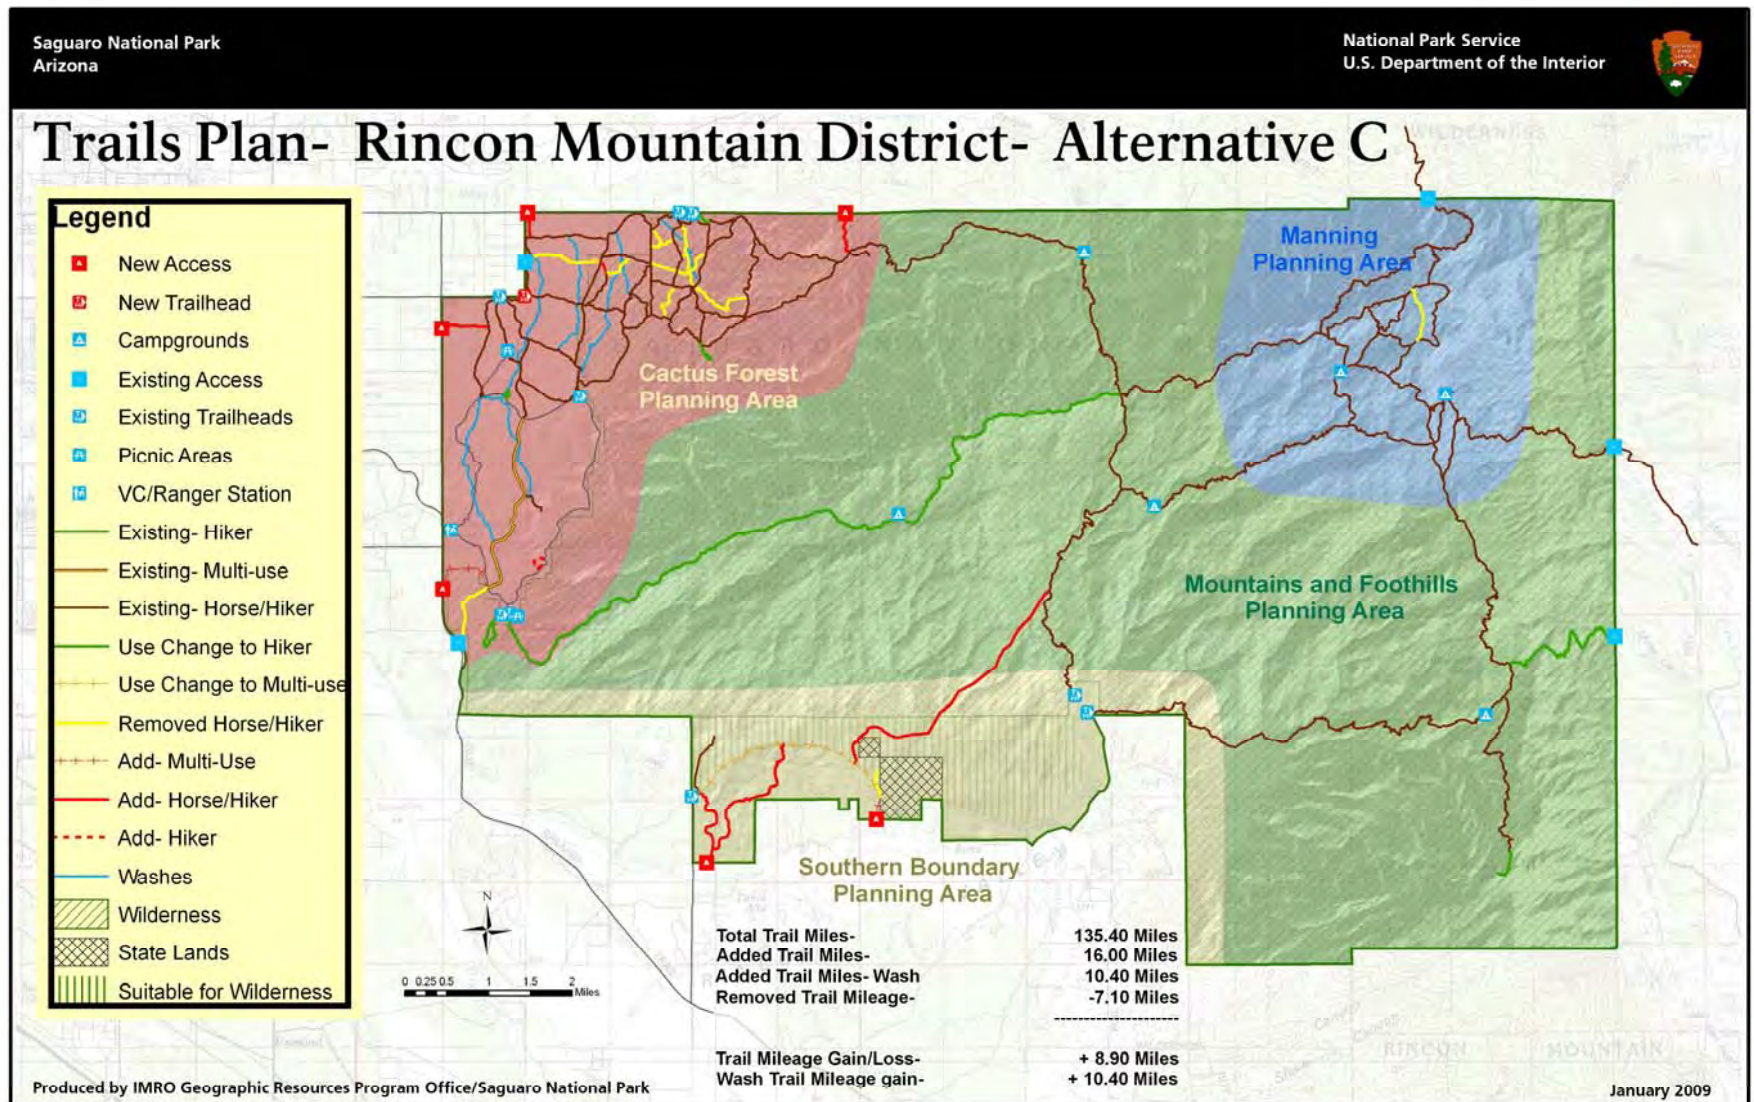 Saguaro National Park
Arizona
National Park Service
U.S. Department of the Interior
Trails Plan- Rincon Mountain District- Alternative C
WILDERNESS
Legend
New Access
New Trailhead
Campgrounds
Existing Access
Existing Trailheads
Picnic Areas
VC/Ranger Station
Existing- Hiker
Existing- Multi-use
Existing- Horse/Hiker
Use Change to Hiker
Use Change to Multi-use
Removed Horse/Hiker
Add- Multi-Use
Add- Horse/Hiker
Add- Hiker
Washes
Wilderness
State Lands
Suitable for Wilderness
Manning
Planning Area
Cactus Forest
Planning Area
Mountains and Foothills
Planning Area
Southern Boundary
Planning Area
N
0 0.25 0.5 1 1.5 2
Miles
Total Trail Miles- 135.40 Miles
Added Trail Miles- 16.00 Miles
Added Trail Miles- Wash 10.40 Miles
Removed Trail Mileage- -7.10 Miles
---------------------
Trail Mileage Gain/Loss- + 8.90 Miles
Wash Trail Mileage gain- + 10.40 Miles
RINCON MOUNTAIN
Produced by IMRO Geographic Resources Program Office/Saguaro National Park
January 2009